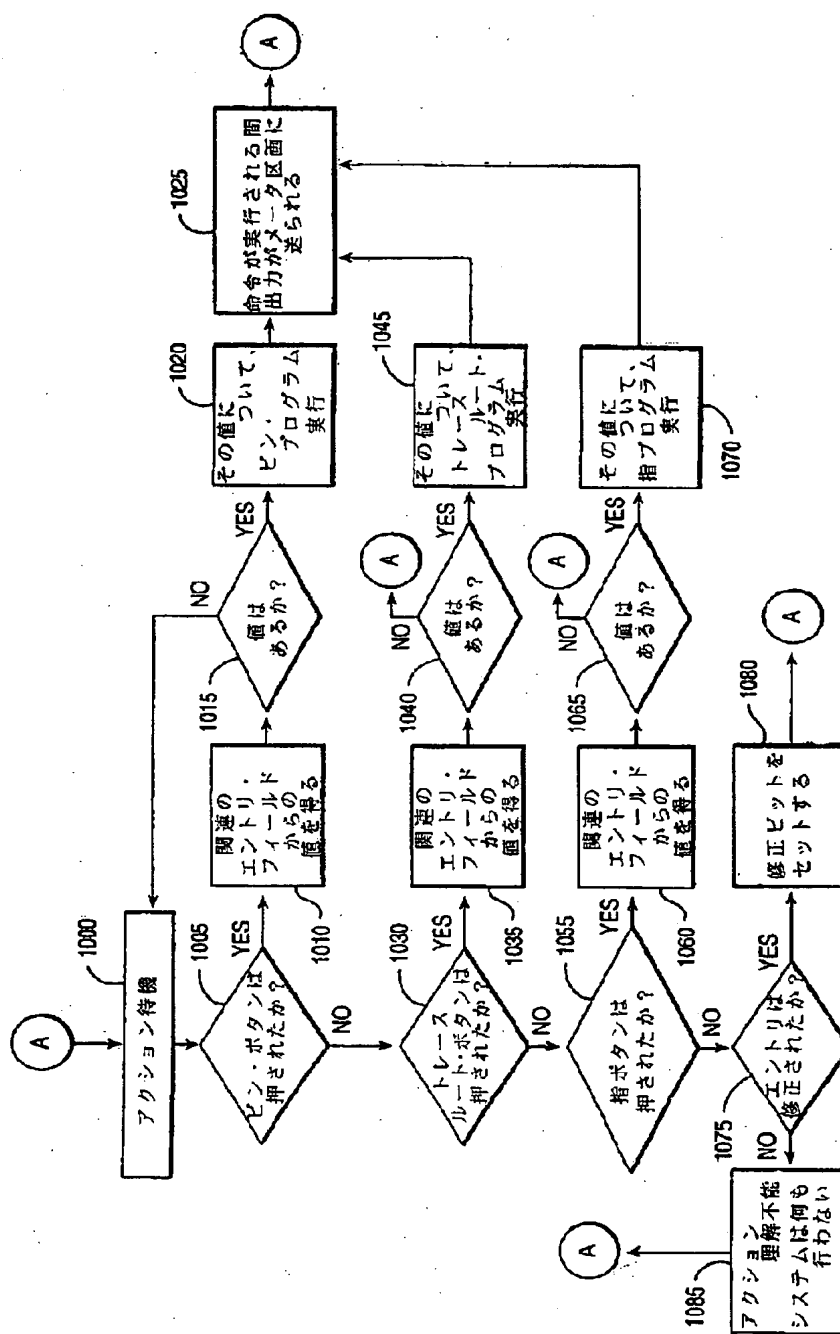 A
1000
アクション待機
1005
ピン・ボタンは
押されたか?
YES
NO
1010
関連の
エントリ・
フィールド
からの
値を得る
1015
値は
あるか?
NO
YES
1020
その値に
ついて、
ピン・
プログラム
実行
1025
命令が実行される間
出力がメータ区画に
送られる
A
1030
トレース
ルート・ボタンは
押されたか?
YES
NO
1035
関連の
エントリ・
フィールド
からの
値を得る
1040
値は
あるか?
NO
A
YES
1045
その値に
ついて、
トレース
ルート・
プログラム
実行
1055
指ボタンは
押されたか?
YES
NO
1060
関連の
エントリ・
フィールド
からの
値を得る
1065
値は
あるか?
NO
A
YES
1070
その値に
ついて、
指プログラム
実行
1075
エントリは
修正されたか?
YES
NO
1080
修正ビットを
セットする
A
1085
アクション
理解不能
システムは何も
行わない
A